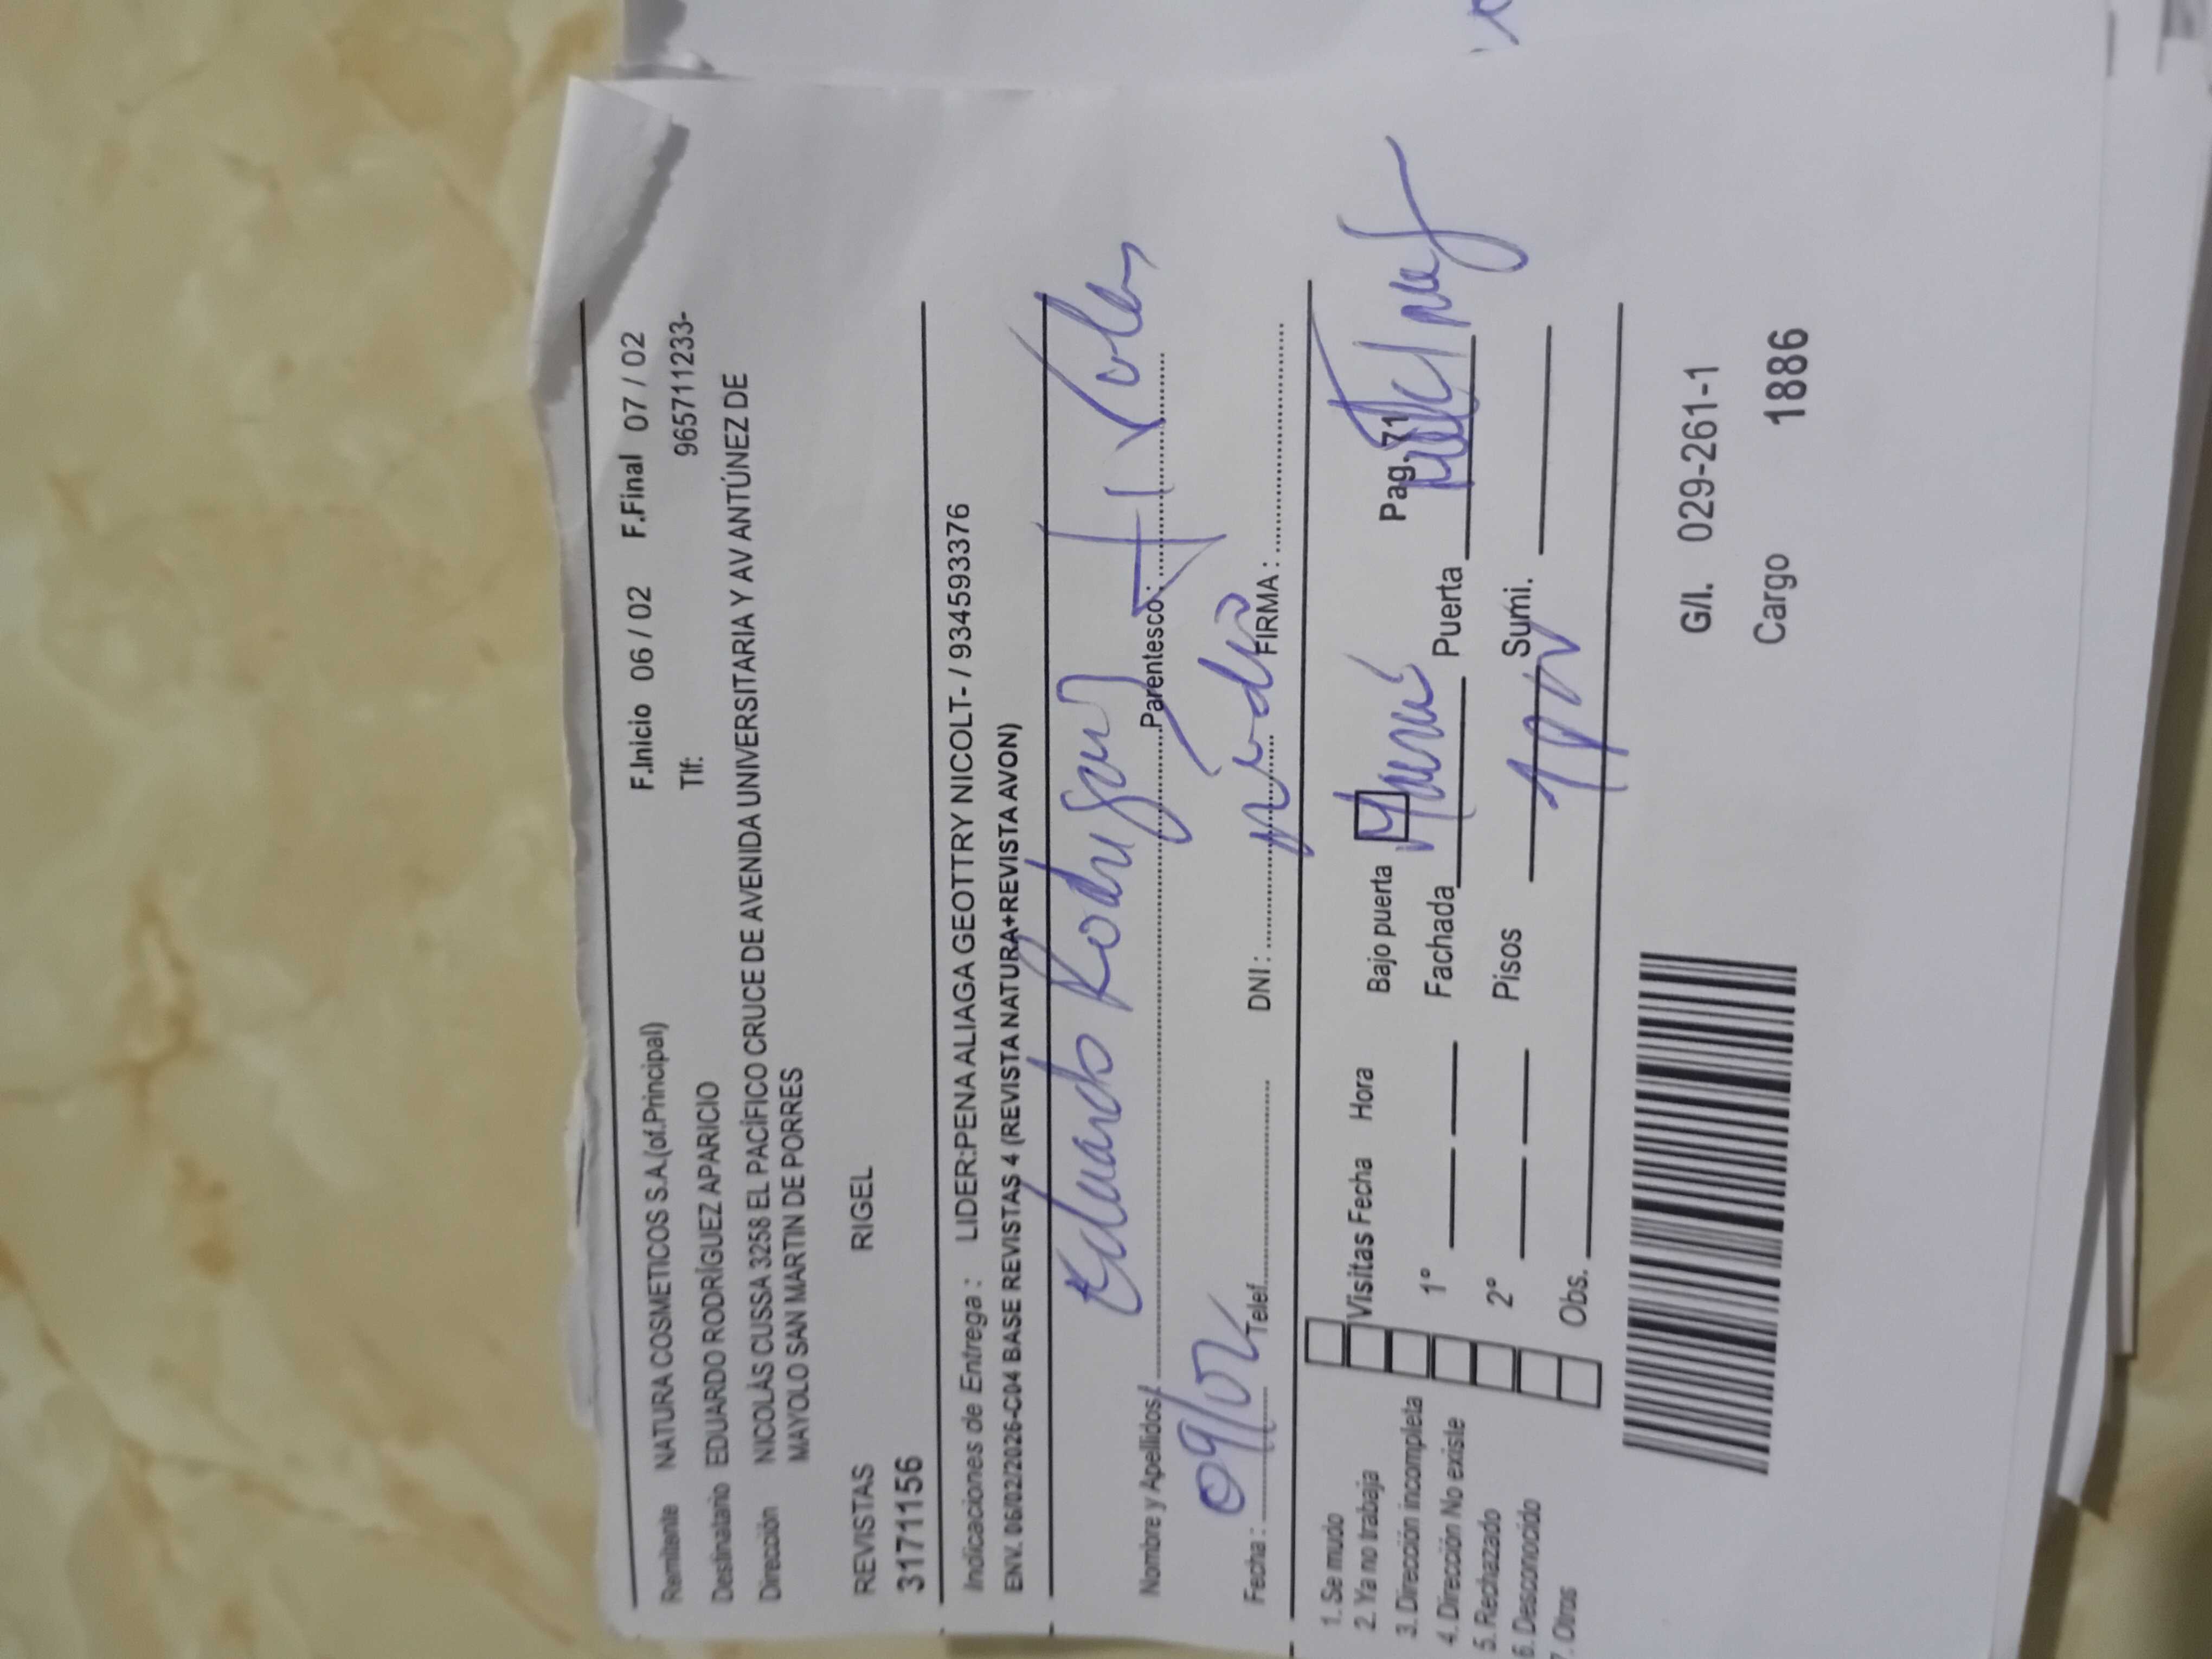 F.Inicio 06 / 02 F.Final 07 / 02
Remitente NATURA COSMETICOS S.A.(of.Principal) Tlf: 965711233-
Destinatario EDUARDO RODRÍGUEZ APARICIO
Dirección NICOLÁS CUSSA 3258 EL PACÍFICO CRUCE DE AVENIDA UNIVERSITARIA Y AV ANTÚNEZ DE
MAYOLO SAN MARTIN DE PORRES
REVISTAS RIGEL
3171156
Indicaciones de Entrega : LIDER:PENA ALIAGA GEOTTRY NICOLT- / 934593376
ENV. 06/02/2026-C04 BASE REVISTAS 4 (REVISTA NATURA+REVISTA AVON)
Eduardo Rodriguez
Nombre y Apellidos Parentesco :
09/02
Fecha : Telef. DNI : FIRMA :
1. Se mudo
2. Ya no trabaja Visitas Fecha Hora Bajo puerta Pag. 71
3. Dirección incompleta
4. Dirección No existe 1° Fachada Puerta
5. Rechazado
6. Desconocido 2° Pisos Sumi.
7. Otros Obs.
G/I. 029-261-1
Cargo 1886